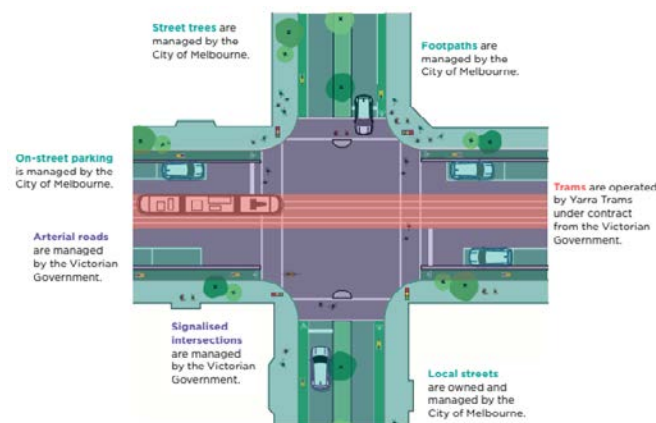 Street trees are
managed by the
City of Melbourne.
Footpaths are
managed by the
City of Melbourne.
On-street parking
is managed by the
City of Melbourne.
Trams are operated
by Yarra Trams
under contract
from the Victorian
Government.
Arterial roads
are managed
by the Victorian
Government.
Signalised
intersections
are managed
by the Victorian
Government.
Local streets
are owned and
managed by the
City of Melbourne.